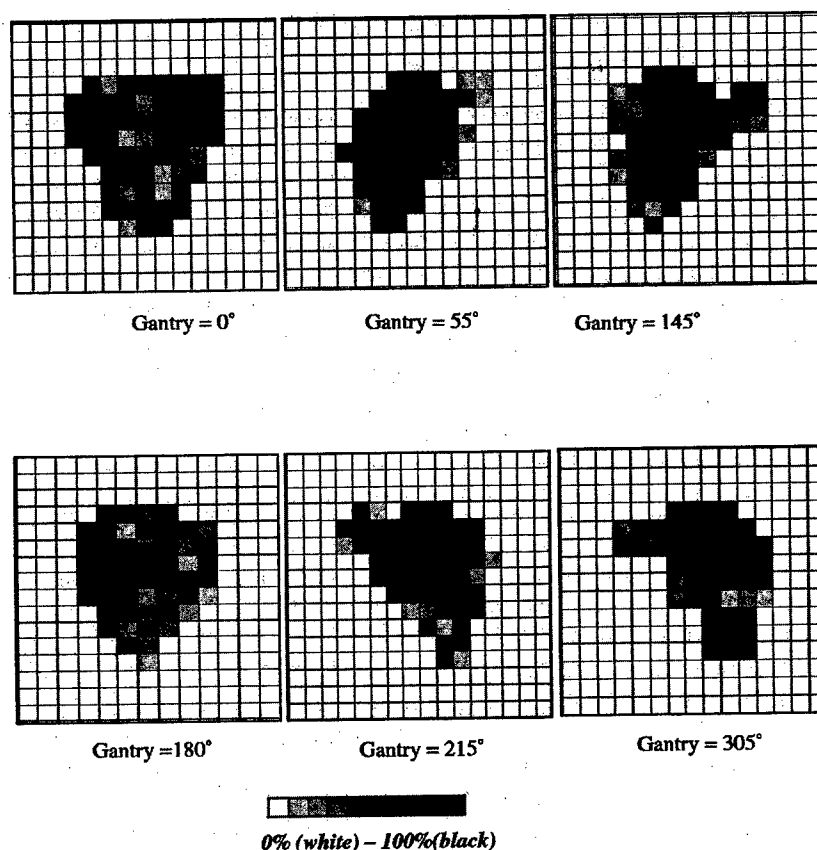 Gantry = 0°
Gantry = 55°
Gantry = 145°
Gantry =180°
Gantry = 215°
Gantry = 305°
0% (white) – 100%(black)